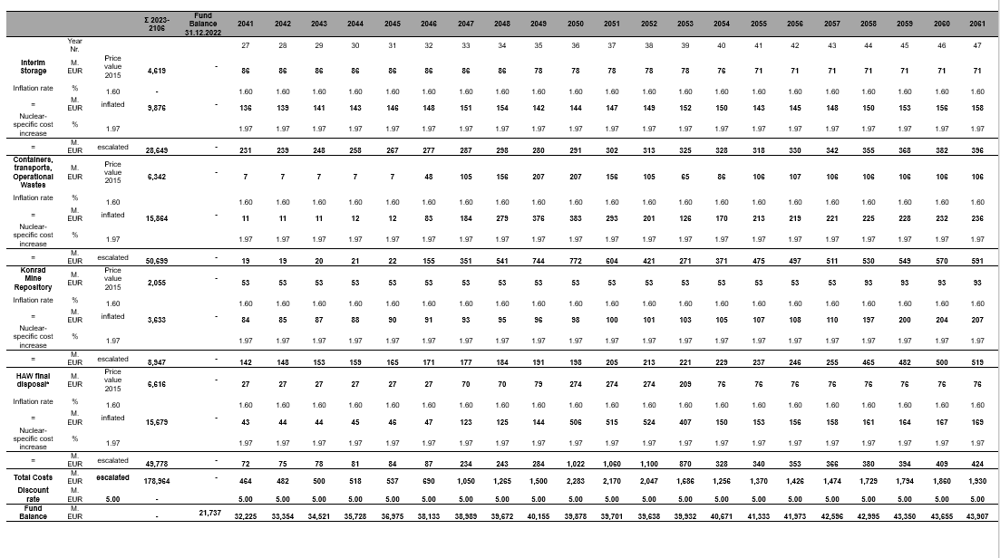 Σ 2023-2106 Fund Balance 31.12.2022 2041 2042 2043 2044 2045 2046 2047 2048 2049 2050 2051 2052 2053 2054 2055 2056 2057 2058 2059 2060 2061
Year Nr. 27 28 29 30 31 32 33 34 35 36 37 38 39 40 41 42 43 44 45 46 47
Interim Storage M. EUR Price value 2015 4,619 - 86 86 86 86 86 86 86 86 78 78 78 78 78 76 71 71 71 71 71 71 71
Inflation rate % 1.60 - 1.60 1.60 1.60 1.60 1.60 1.60 1.60 1.60 1.60 1.60 1.60 1.60 1.60 1.60 1.60 1.60 1.60 1.60 1.60 1.60 1.60
= M. EUR inflated 9,876 - 136 139 141 143 146 148 151 154 142 144 147 149 152 150 143 145 148 150 153 156 158
Nuclear-specific cost increase % 1.97 1.97 1.97 1.97 1.97 1.97 1.97 1.97 1.97 1.97 1.97 1.97 1.97 1.97 1.97 1.97 1.97 1.97 1.97 1.97 1.97 1.97
= M. EUR escalated 28,649 - 231 239 248 258 267 277 287 298 280 291 302 313 325 328 318 330 342 355 368 382 396
Containers, transports, Operational Wastes M. EUR Price value 2015 6,342 - 7 7 7 7 7 48 105 156 207 207 156 105 65 86 106 107 106 106 106 106 106
Inflation rate % 1.60 1.60 1.60 1.60 1.60 1.60 1.60 1.60 1.60 1.60 1.60 1.60 1.60 1.60 1.60 1.60 1.60 1.60 1.60 1.60 1.60 1.60
= M. EUR inflated 15,864 - 11 11 11 12 12 83 184 279 376 383 293 201 126 170 213 219 221 225 228 232 236
Nuclear-specific cost increase % 1.97 1.97 1.97 1.97 1.97 1.97 1.97 1.97 1.97 1.97 1.97 1.97 1.97 1.97 1.97 1.97 1.97 1.97 1.97 1.97 1.97 1.97
= M. EUR escalated 50,699 - 19 19 20 21 22 155 351 541 744 772 604 421 271 371 475 497 511 530 549 570 591
Konrad Mine Repository M. EUR Price value 2015 2,055 - 53 53 53 53 53 53 53 53 53 53 53 53 53 53 53 53 53 93 93 93 93
Inflation rate % 1.60 1.60 1.60 1.60 1.60 1.60 1.60 1.60 1.60 1.60 1.60 1.60 1.60 1.60 1.60 1.60 1.60 1.60 1.60 1.60 1.60 1.60
= M. EUR inflated 3,633 - 84 85 87 88 90 91 93 95 96 98 100 101 103 105 107 108 110 197 200 204 207
Nuclear-specific cost increase % 1.97 1.97 1.97 1.97 1.97 1.97 1.97 1.97 1.97 1.97 1.97 1.97 1.97 1.97 1.97 1.97 1.97 1.97 1.97 1.97 1.97 1.97
= M. EUR escalated 8,947 - 142 148 153 159 165 171 177 184 191 198 205 213 221 229 237 246 255 465 482 500 519
HAW final disposal* M. EUR Price value 2015 6,616 - 27 27 27 27 27 27 70 70 79 274 274 274 209 76 76 76 76 76 76 76 76
Inflation rate % 1.60 1.60 1.60 1.60 1.60 1.60 1.60 1.60 1.60 1.60 1.60 1.60 1.60 1.60 1.60 1.60 1.60 1.60 1.60 1.60 1.60 1.60
= M. EUR inflated 15,679 - 43 44 44 45 46 47 123 125 144 506 515 524 407 150 153 156 158 161 164 167 169
Nuclear-specific cost increase % 1.97 1.97 1.97 1.97 1.97 1.97 1.97 1.97 1.97 1.97 1.97 1.97 1.97 1.97 1.97 1.97 1.97 1.97 1.97 1.97 1.97 1.97
= M. EUR escalated 49,778 - 72 75 78 81 84 87 234 243 284 1,022 1,060 1,100 870 328 340 353 366 380 394 409 424
Total Costs M. EUR escalated 178,964 - 464 482 500 518 537 690 1,050 1,265 1,500 2,283 2,170 2,047 1,686 1,256 1,370 1,426 1,474 1,729 1,794 1,860 1,930
Discount rate M. EUR 5.00 - 5.00 5.00 5.00 5.00 5.00 5.00 5.00 5.00 5.00 5.00 5.00 5.00 5.00 5.00 5.00 5.00 5.00 5.00 5.00 5.00 5.00
Fund Balance M. EUR - 21,737 32,225 33,354 34,521 35,728 36,975 38,133 38,989 39,672 40,155 39,878 39,701 39,638 39,932 40,671 41,333 41,973 42,596 42,995 43,350 43,655 43,907